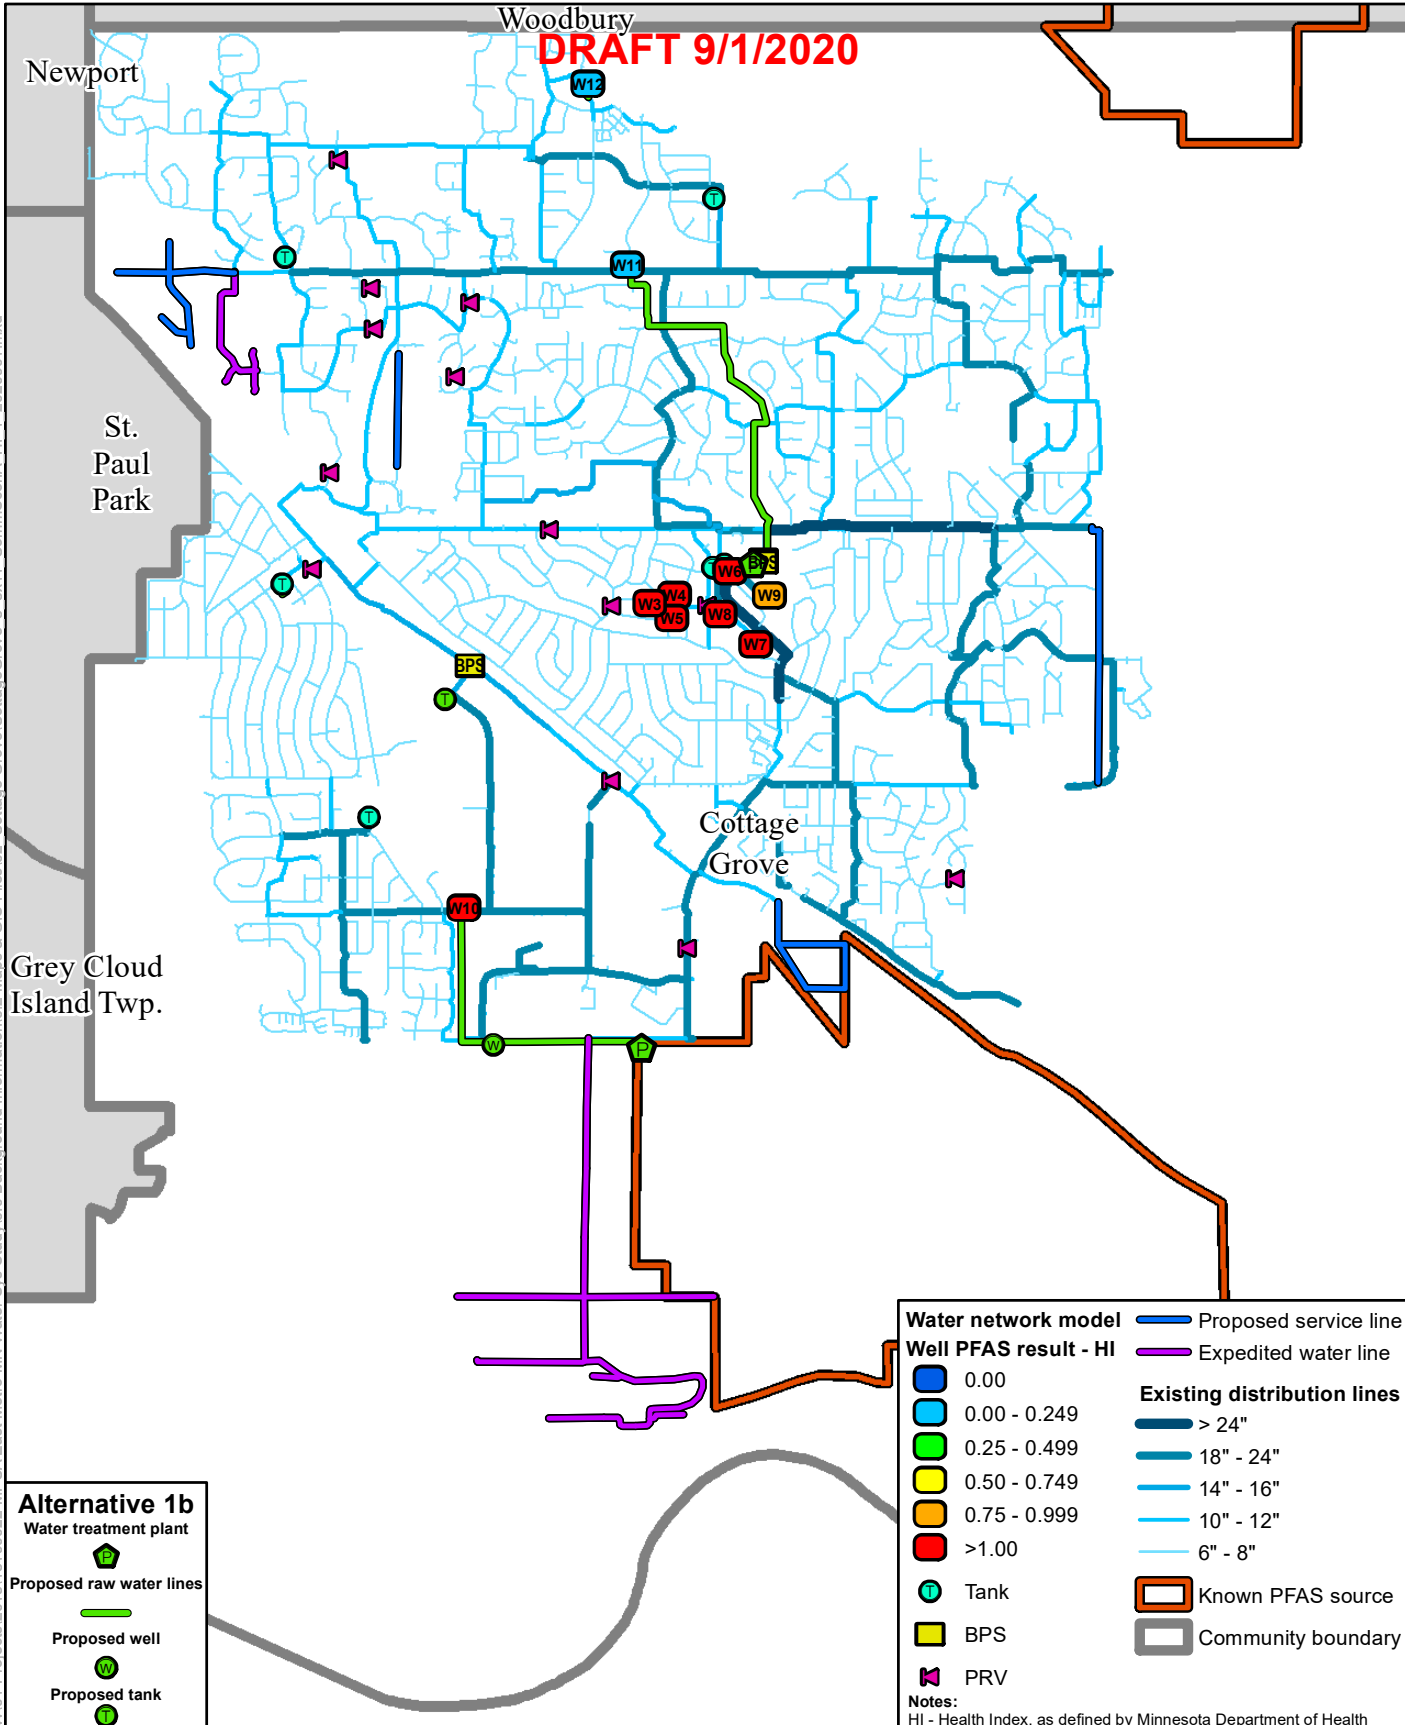 Woodbury
DRAFT 9/1/2020
Newport
W12
T
T
W11
St.
Paul
Park
T
W6
P
BPS
T
W4
W9
W3
W5
W8
W7
BPS
T
T
Cottage
Grove
W10
Grey Cloud
Island Twp.
W
P
Water network model
Well PFAS result - HI
0.00
0.00 - 0.249
0.25 - 0.499
0.50 - 0.749
0.75 - 0.999
>1.00
T Tank
BPS
PRV
Proposed service line
Expedited water line
Existing distribution lines
> 24"
18" - 24"
14" - 16"
10" - 12"
6" - 8"
Known PFAS source
Community boundary
Notes:
HI - Health Index, as defined by Minnesota Department of Health
Alternative 1b
Water treatment plant
P
Proposed raw water lines
Proposed well
W
Proposed tank
T